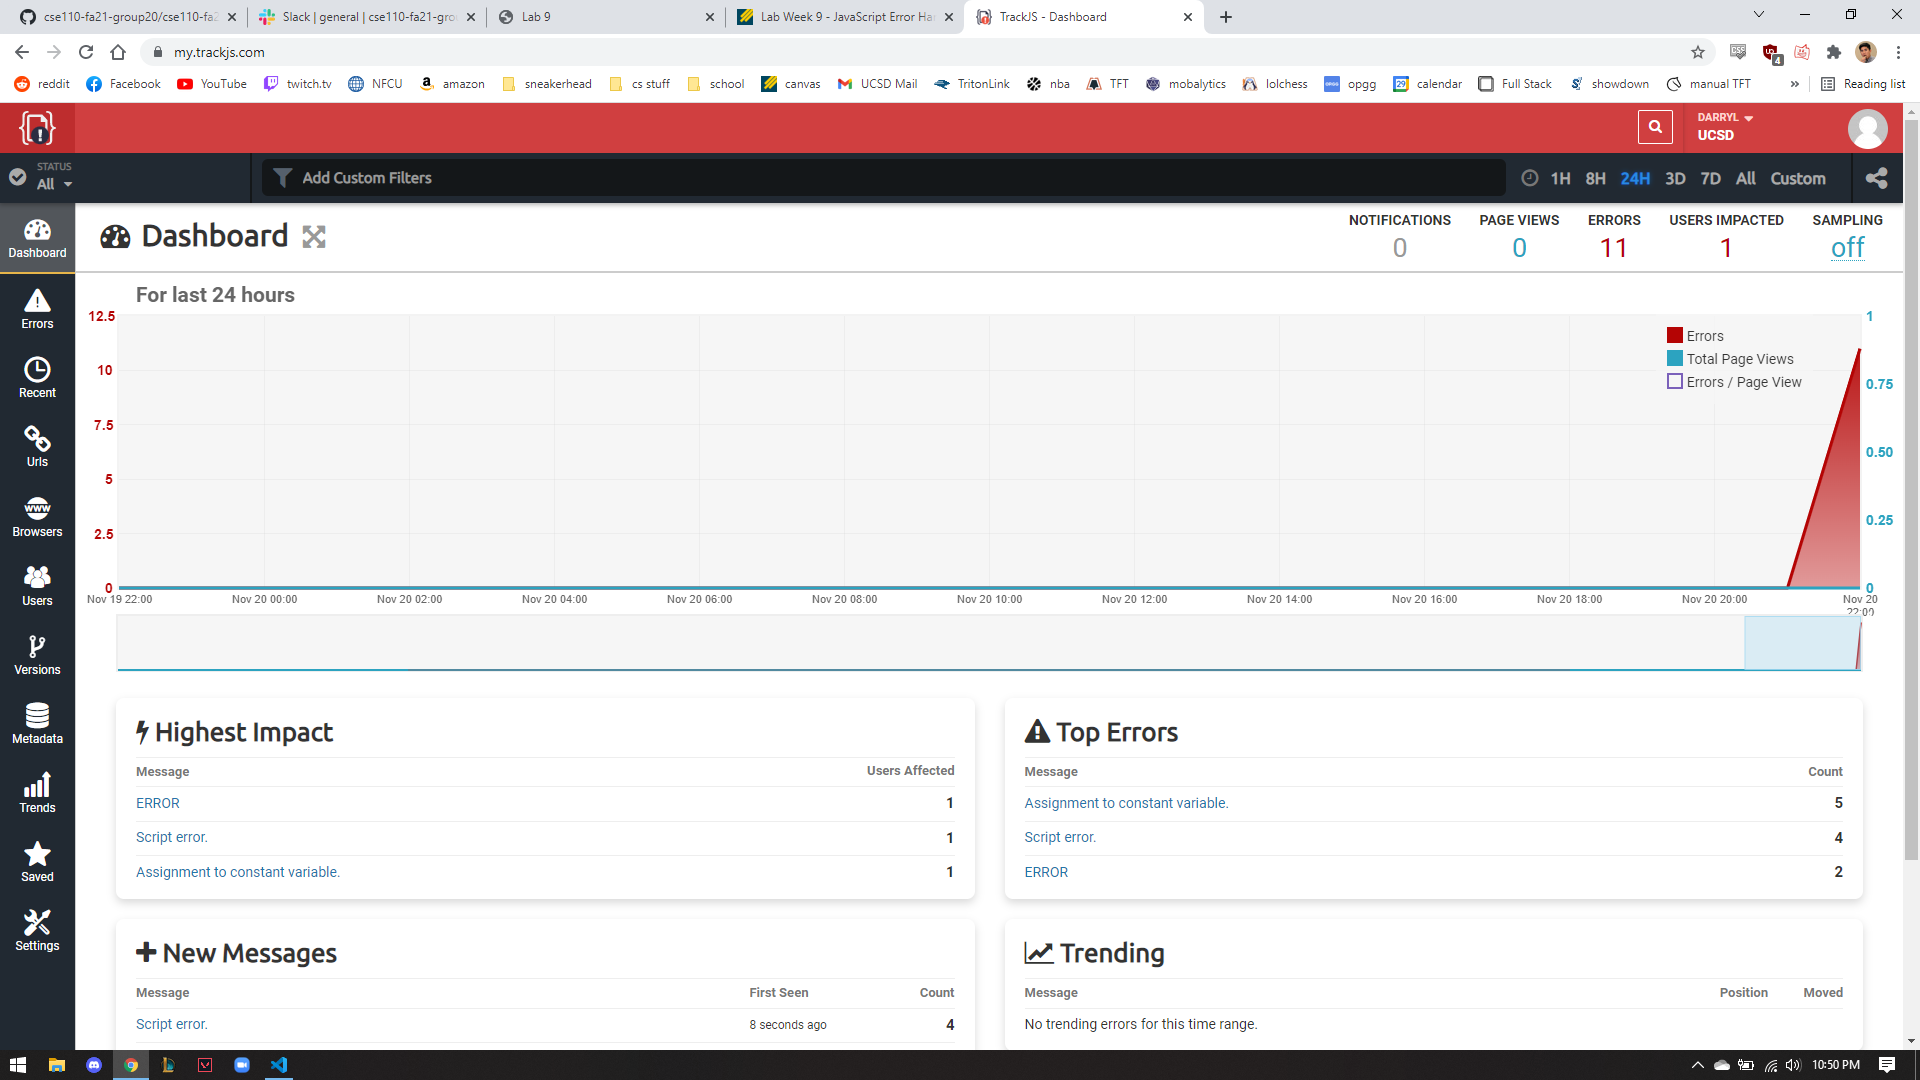 cse110-fa21-group20/cse110-fa2
Slack | general | cse110-fa21-gro
Lab 9
Lab Week 9 - JavaScript Error Ha
TrackJS - Dashboard
my.trackjs.com
4
reddit
Facebook
YouTube
twitch.tv
NFCU
amazon
sneakerhead
cs stuff
school
canvas
UCSD Mail
TritonLink
nba
TFT
mobalytics
lolchess
opgg
calendar
Full Stack
showdown
manual TFT
»
Reading list
DARRYL
UCSD
STATUS
All
Add Custom Filters
1H 8H 24H 3D 7D All Custom
Dashboard
Errors
Recent
Urls
Browsers
Users
Versions
Metadata
Trends
Saved
Settings
Dashboard
NOTIFICATIONS
0
PAGE VIEWS
0
ERRORS
11
USERS IMPACTED
1
SAMPLING
off
For last 24 hours
12.5
10
7.5
5
2.5
0
1
0.75
0.50
0.25
0
Errors
Total Page Views
Errors / Page View
Nov 19 22:00
Nov 20 00:00
Nov 20 02:00
Nov 20 04:00
Nov 20 06:00
Nov 20 08:00
Nov 20 10:00
Nov 20 12:00
Nov 20 14:00
Nov 20 16:00
Nov 20 18:00
Nov 20 20:00
Nov 20
22:00
Highest Impact
Message Users Affected
ERROR 1
Script error. 1
Assignment to constant variable. 1
Top Errors
Message Count
Assignment to constant variable. 5
Script error. 4
ERROR 2
New Messages
Message First Seen Count
Script error. 8 seconds ago 4
Trending
Message Position Moved
No trending errors for this time range.
10:50 PM